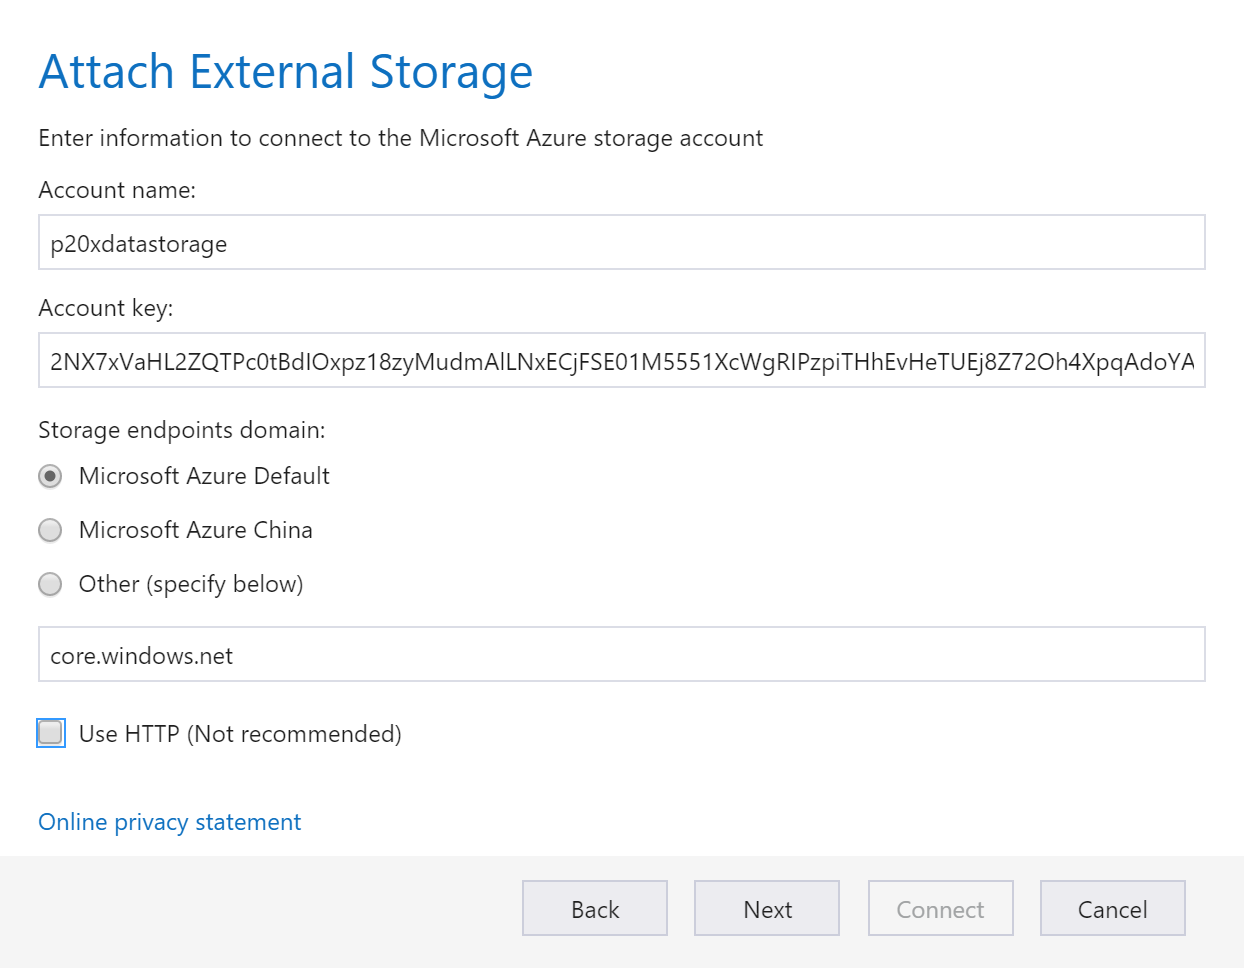 Attach External Storage
Enter information to connect to the Microsoft Azure storage account
Account name:
p20xdatastorage
Account key:
2NX7xVaHL2ZQTPc0tBdIOxpz18zyMudmAlLNxECjFSE01M5551XcWgRIPzpiTHhEvHeTUEj8Z72Oh4XpqAdoYA
Storage endpoints domain:
Microsoft Azure Default
Microsoft Azure China
Other (specify below)
core.windows.net
Use HTTP (Not recommended)
Online privacy statement
Back Next Connect Cancel